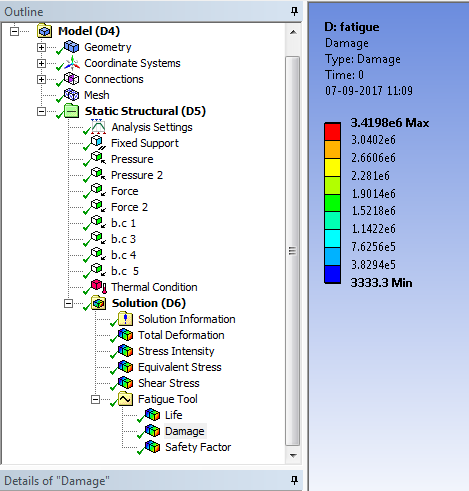 Outline
Model (D4)
Geometry
Coordinate Systems
Connections
Mesh
Static Structural (D5)
Analysis Settings
Fixed Support
Pressure
Pressure 2
Force
Force 2
b.c 1
b.c 3
b.c 4
b.c 5
Thermal Condition
Solution (D6)
Solution Information
Total Deformation
Stress Intensity
Equivalent Stress
Shear Stress
Fatigue Tool
Life
Damage
Safety Factor
Details of "Damage"
D: fatigue
Damage
Type: Damage
Time: 0
07-09-2017 11:09
3.4198e6 Max
3.0402e6
2.6606e6
2.281e6
1.9014e6
1.5218e6
1.1422e6
7.6256e5
3.8294e5
3333.3 Min